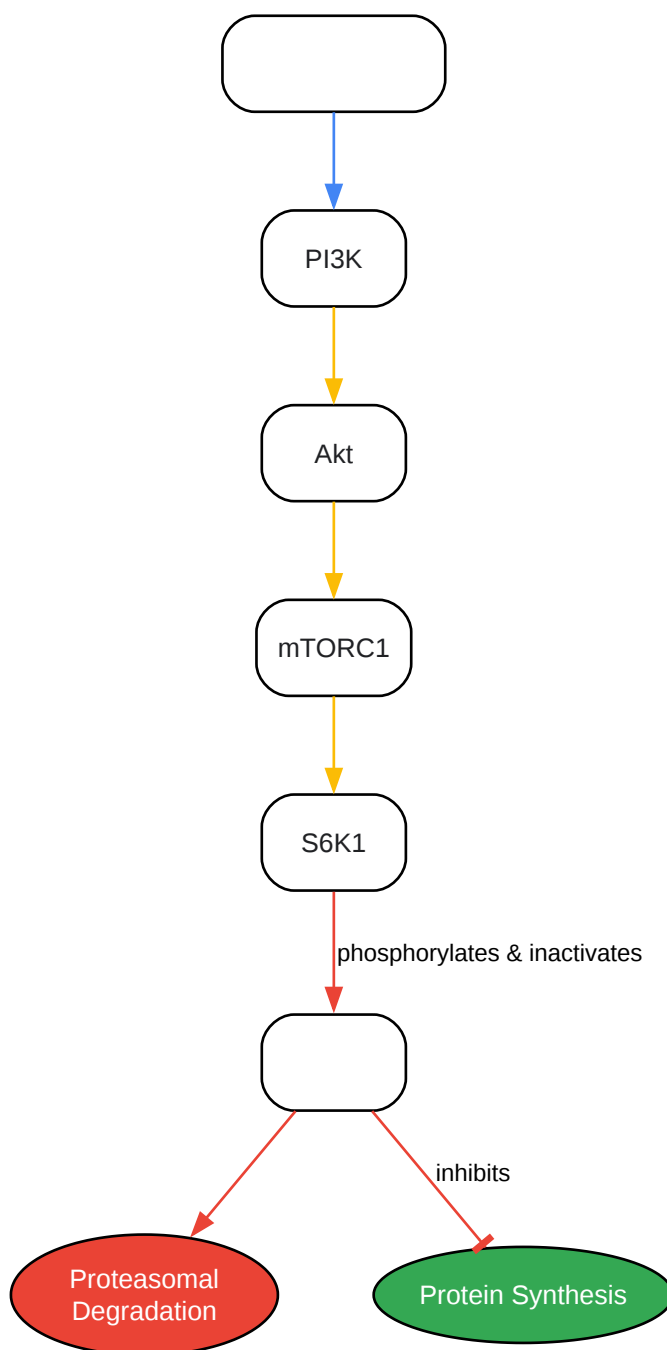 PI3K
Akt
mTORC1
S6K1
phosphorylates & inactivates
inhibits
Proteasomal
Degradation
Protein Synthesis